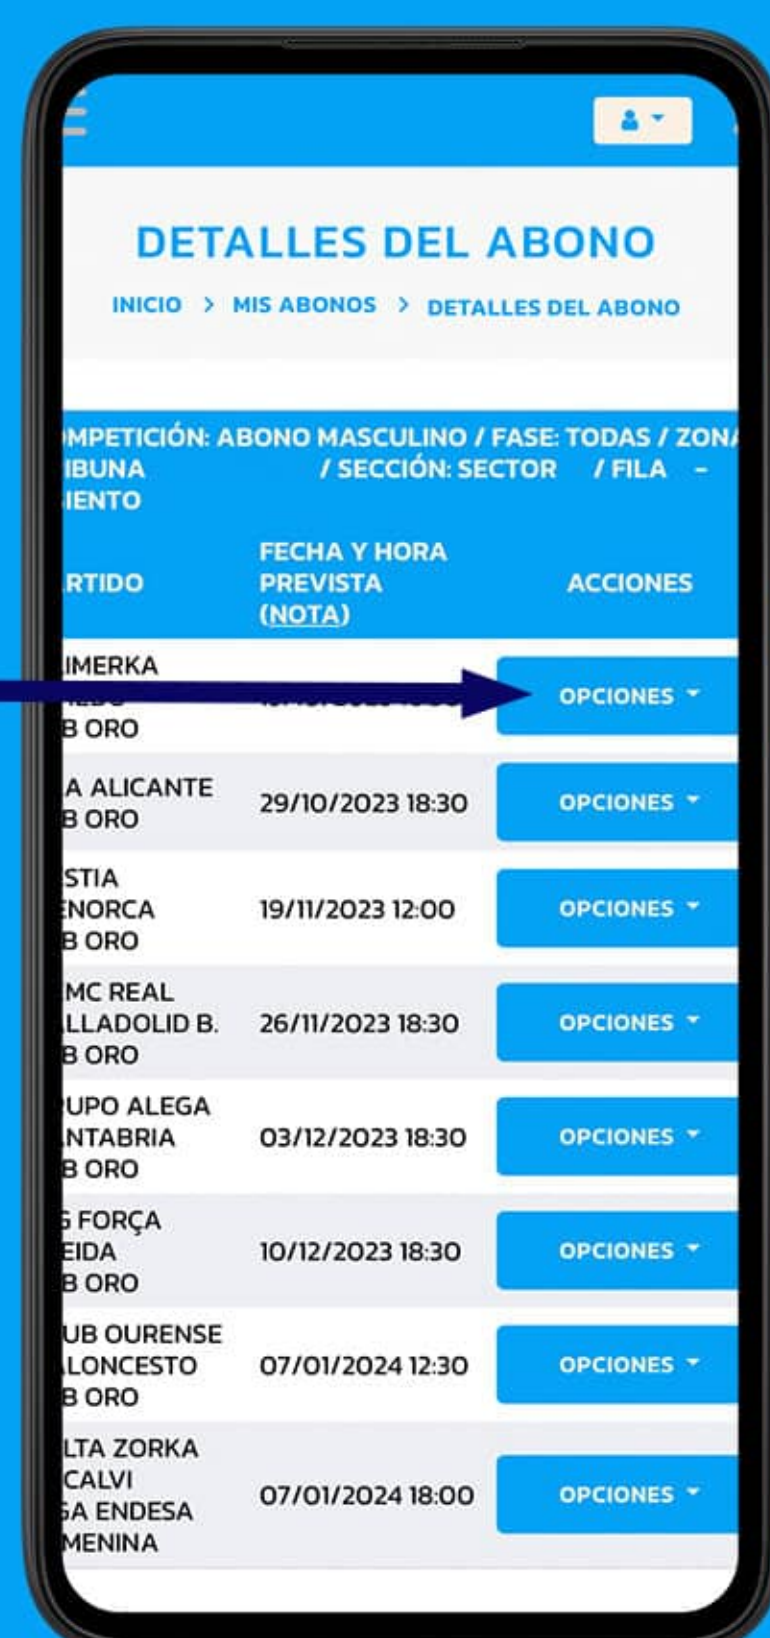 DETALLES DEL ABONO
INICIO > MIS ABONOS > DETALLES DEL ABONO
OMPETICIÓN: ABONO MASCULINO / FASE: TODAS / ZONA
IBUNA / SECCIÓN: SECTOR / FILA -
IENTO
RTIDO
FECHA Y HORA
PREVISTA
(NOTA)
ACCIONES
IMERKA
B ORO
OPCIONES
A ALICANTE
B ORO
29/10/2023 18:30
OPCIONES
STIA
ENORCA
B ORO
19/11/2023 12:00
OPCIONES
MC REAL
LLADOLID B.
B ORO
26/11/2023 18:30
OPCIONES
UPO ALEGA
NTABRIA
B ORO
03/12/2023 18:30
OPCIONES
G FORÇA
EIDA
B ORO
10/12/2023 18:30
OPCIONES
UB OURENSE
LONCESTO
B ORO
07/01/2024 12:30
OPCIONES
LTA ZORKA
CALVI
GA ENDESA
MENINA
07/01/2024 18:00
OPCIONES